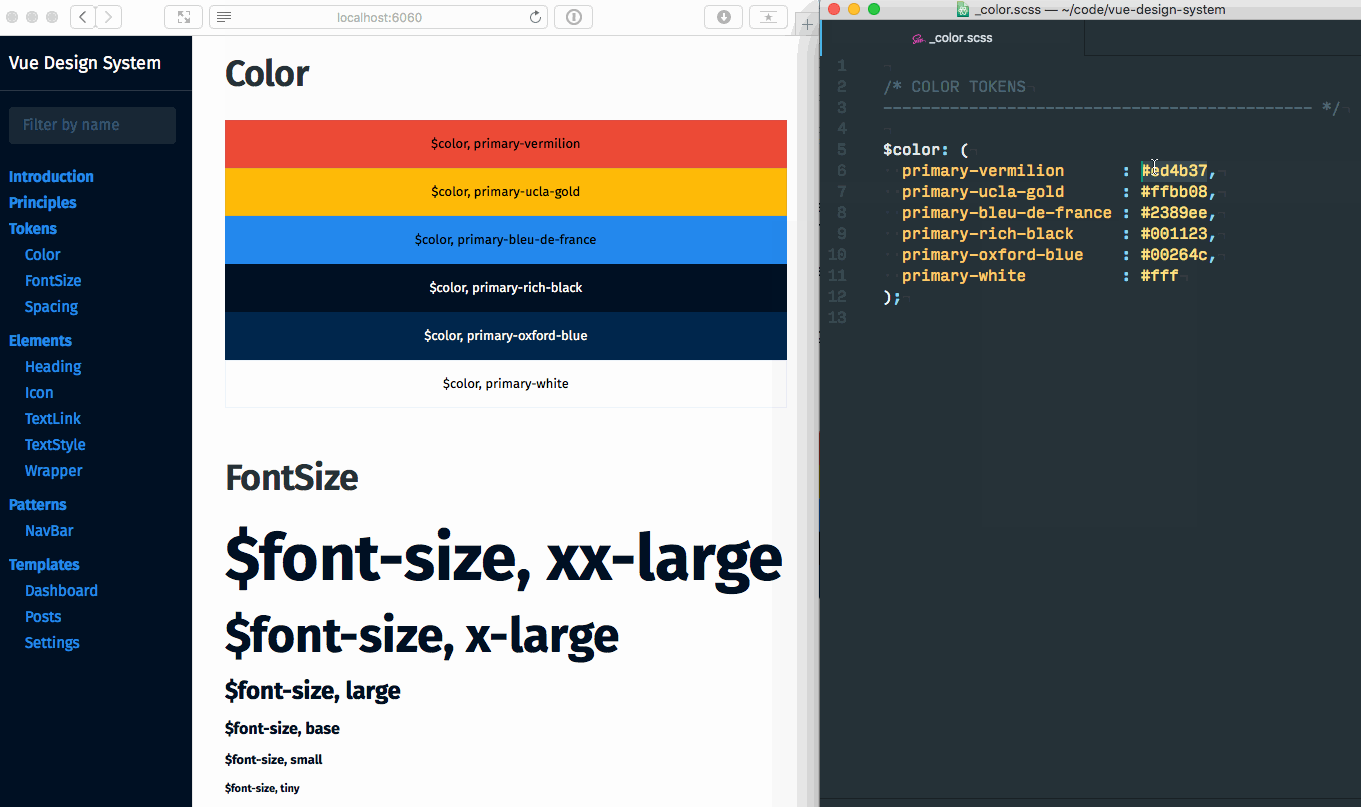 localhost:6060
Vue Design System
Filter by name
Introduction
Principles
Tokens
Color
FontSize
Spacing
Elements
Heading
Icon
TextLink
TextStyle
Wrapper
Patterns
NavBar
Templates
Dashboard
Posts
Settings
Color
$color, primary-vermilion
$color, primary-ucla-gold
$color, primary-bleu-de-france
$color, primary-rich-black
$color, primary-oxford-blue
$color, primary-white
FontSize
$font-size, xx-large
$font-size, x-large
$font-size, large
$font-size, base
$font-size, small
$font-size, tiny
_color.scss — ~/code/vue-design-system
_color.scss
1
2 /* COLOR TOKENS
3 --------------------------------------------- */
4
5 $color: (
6 primary-vermilion : #ed4b37,
7 primary-ucla-gold : #ffbb08,
8 primary-bleu-de-france : #2389ee,
9 primary-rich-black : #001123,
10 primary-oxford-blue : #00264c,
11 primary-white : #fff
12 );
13